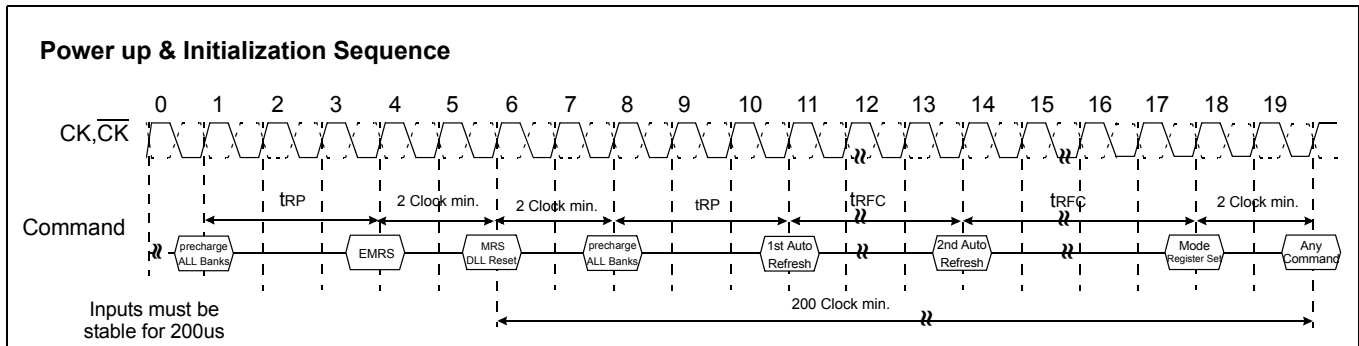 Power up & Initialization Sequence
0 1 2 3 4 5 6 7 8 9 10 11 12 13 14 15 16 17 18 19
CK,CK
tRP 2 Clock min. 2 Clock min. tRP tRFC tRFC 2 Clock min.
Command
precharge
ALL Banks
EMRS
MRS
DLL Reset
precharge
ALL Banks
1st Auto
Refresh
2nd Auto
Refresh
Mode
Register Set
Any
Command
200 Clock min.
Inputs must be
stable for 200us